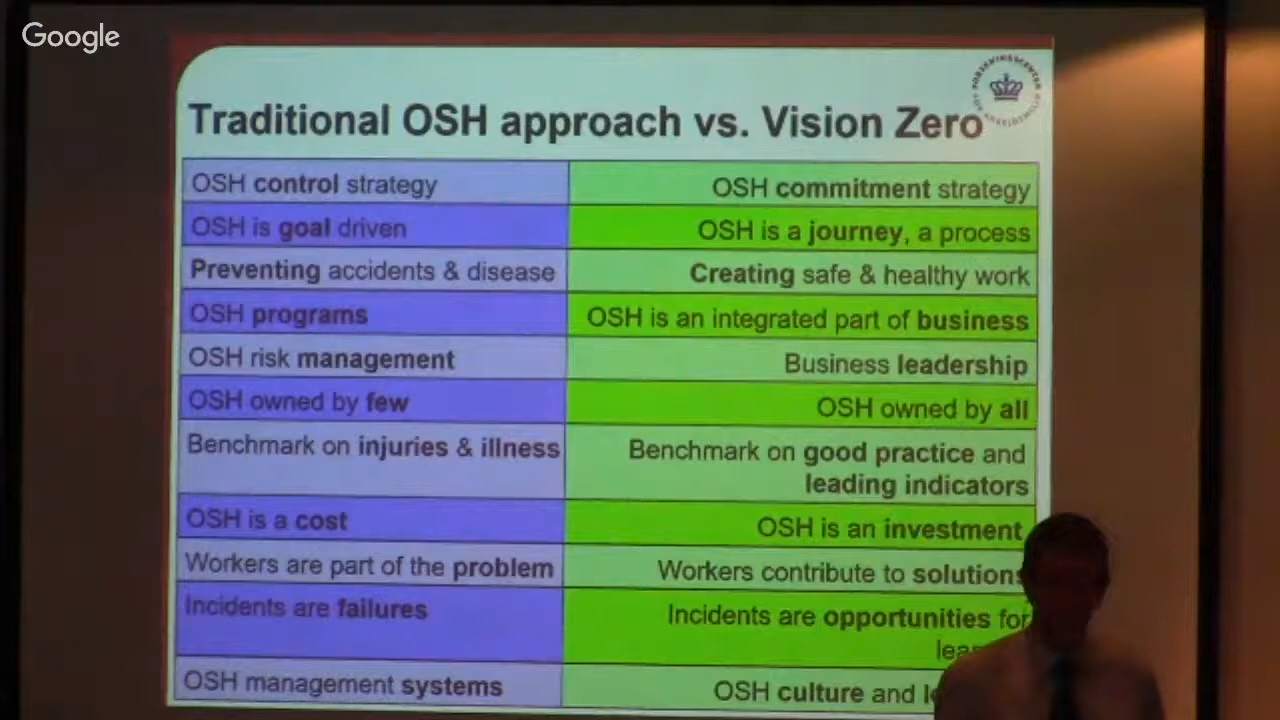 Google
Traditional OSH approach vs. Vision Zero
OSH control strategy
OSH commitment strategy
OSH is goal driven
OSH is a journey, a process
Preventing accidents & disease
Creating safe & healthy work
OSH programs
OSH is an integrated part of business
OSH risk management
Business leadership
OSH owned by few
OSH owned by all
Benchmark on injuries & illness
Benchmark on good practice and
leading indicators
OSH is a cost
OSH is an investment
Workers are part of the problem
Workers contribute to solutions
Incidents are failures
Incidents are opportunities for
OSH management systems
OSH culture and